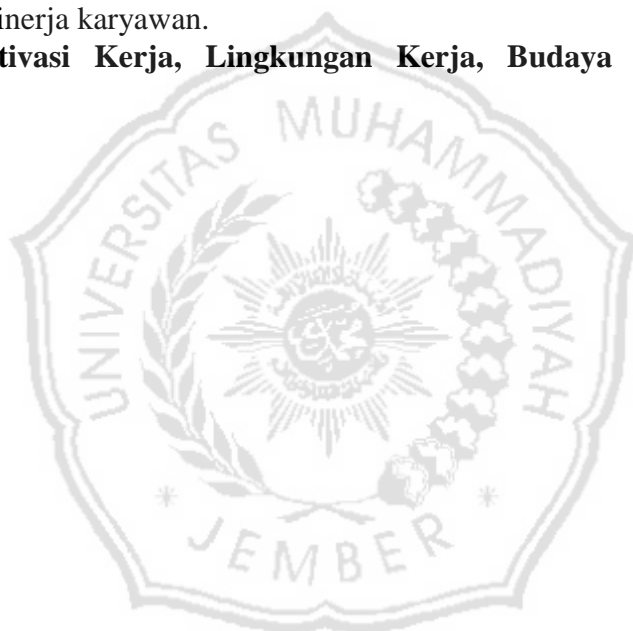 inerja karyawan.
tivasi Kerja, Lingkungan Kerja, Budaya
UNIVERSITAS MUHAMMADIYAH
JEMBER